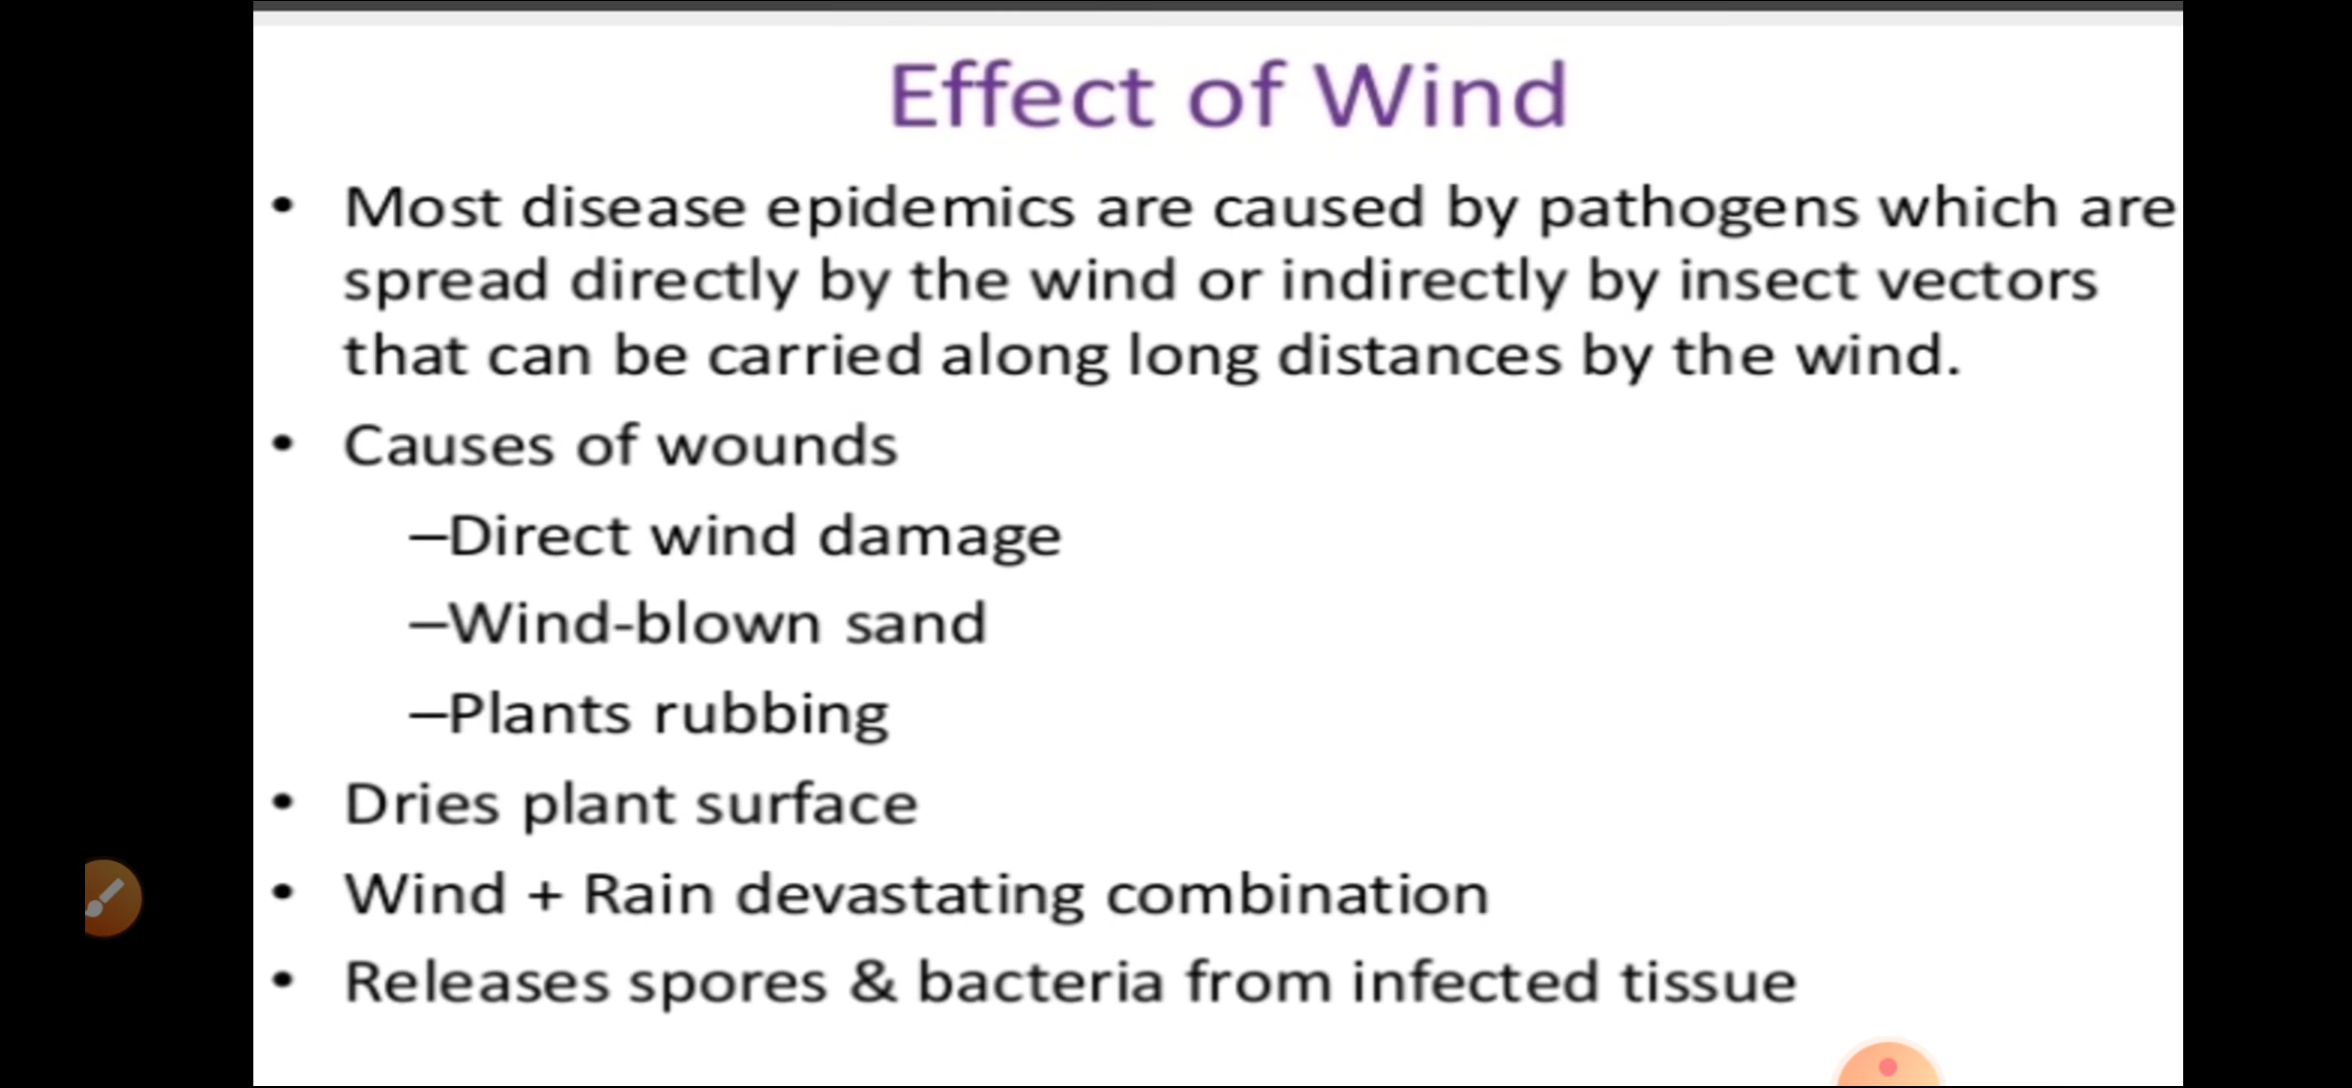 Effect of Wind
• Most disease epidemics are caused by pathogens which are
spread directly by the wind or indirectly by insect vectors
that can be carried along long distances by the wind.
• Causes of wounds
–Direct wind damage
–Wind-blown sand
–Plants rubbing
• Dries plant surface
• Wind + Rain devastating combination
• Releases spores & bacteria from infected tissue